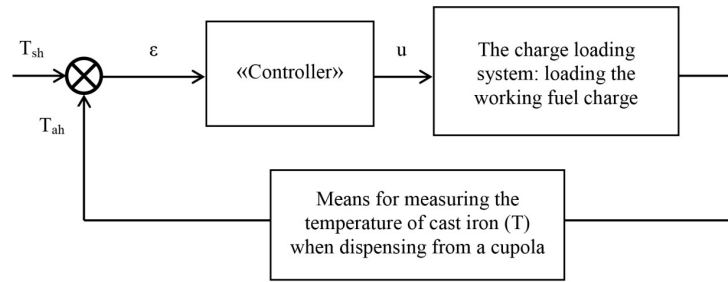 T_sh
ε
«Controller»
u
The charge loading
system: loading the
working fuel charge
T_ah
Means for measuring the
temperature of cast iron (T)
when dispensing from a cupola